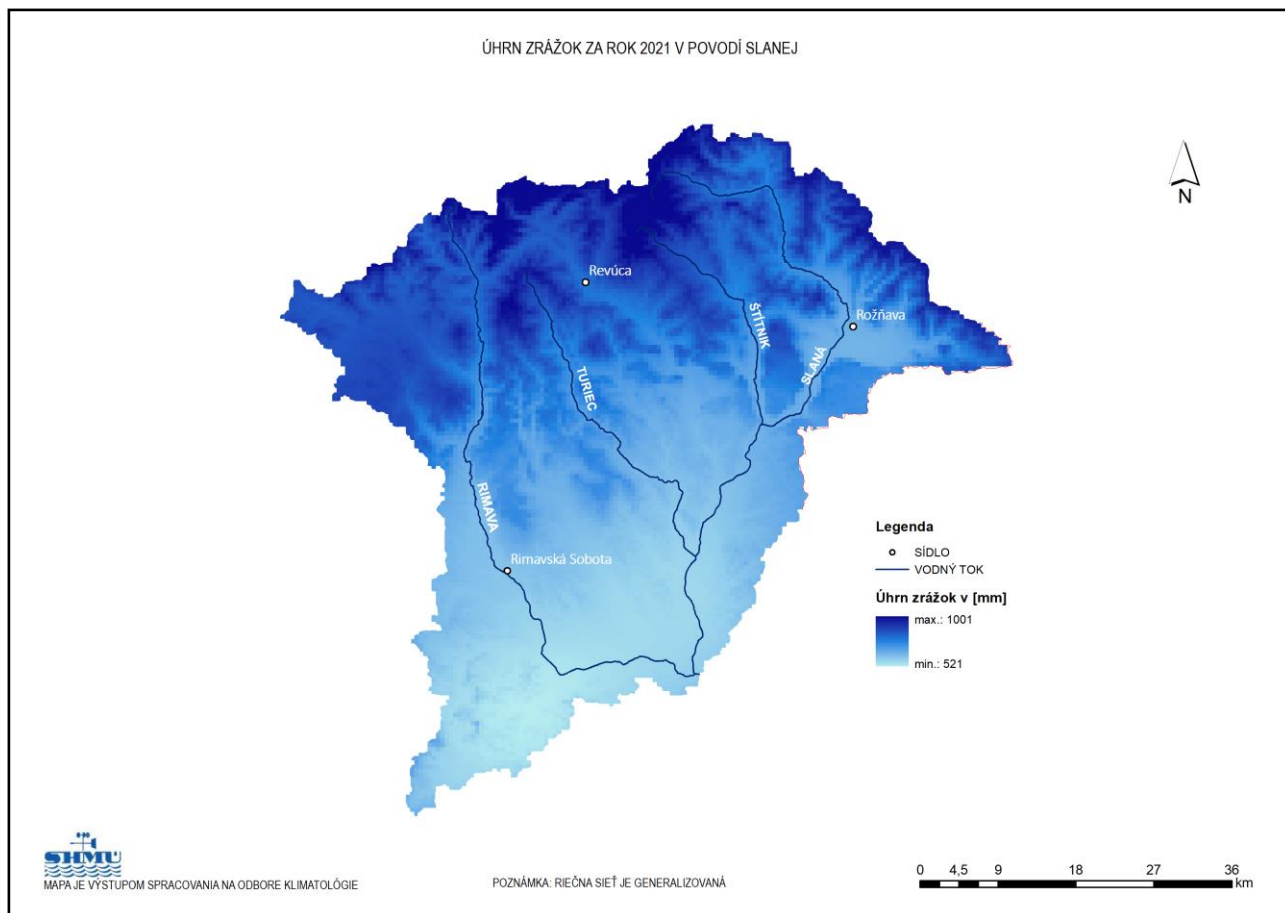 ÚHRN ZRÁŽOK ZA ROK 2021 V POVODÍ SLANEJ
N
Revúca
Rožňava
ŠTÍTNIK
SLANÁ
TURIEC
RIMAVA
Rimavská Sobota
Legenda
SÍDLO
VODNÝ TOK
Úhrn zrážok v [mm]
max.: 1001
min.: 521
SHMÚ
MAPA JE VÝSTUPOM SPRACOVANIA NA ODBORE KLIMATOLÓGIE
POZNÁMKA: RIEČNA SIEŤ JE GENERALIZOVANÁ
0 4,5 9 18 27 36
km